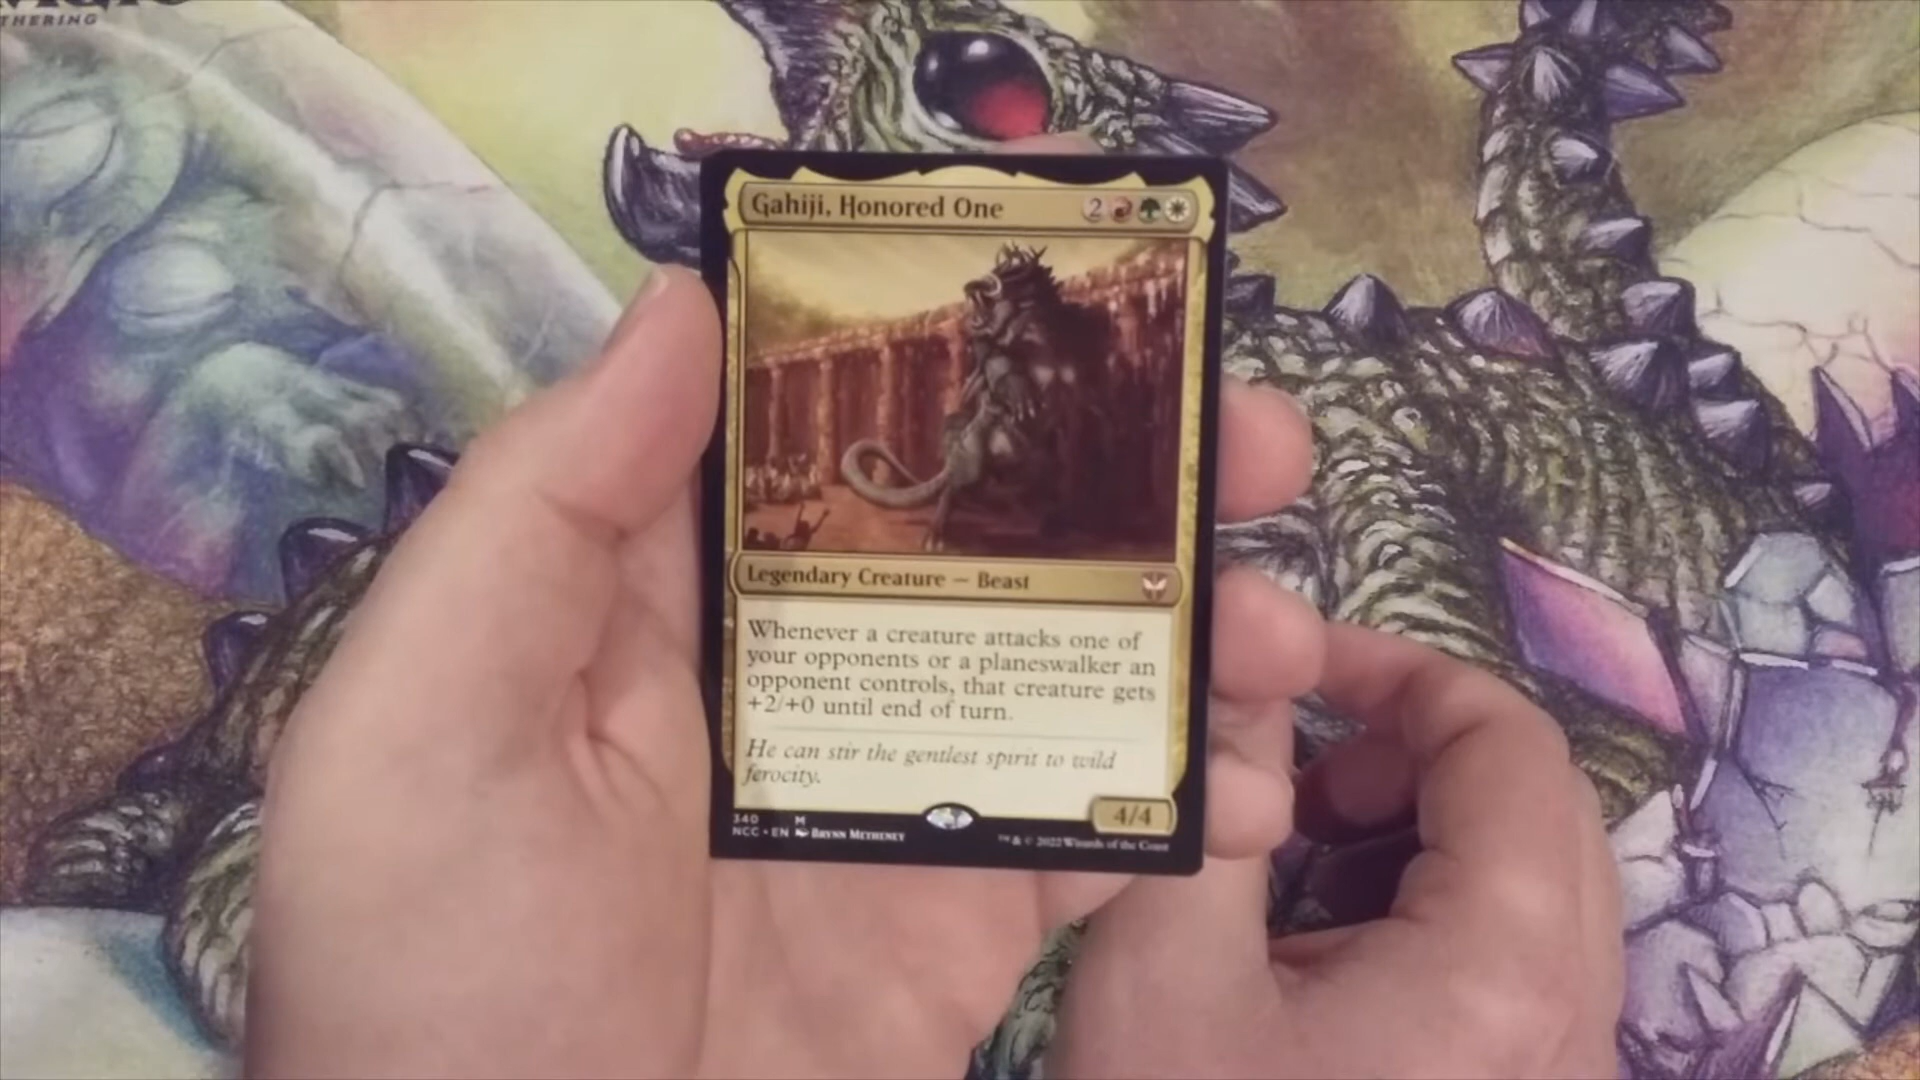 THERING
Gahiji, Honored One 2
Legendary Creature — Beast
Whenever a creature attacks one of
your opponents or a planeswalker an
opponent controls, that creature gets
+2/+0 until end of turn.
He can stir the gentlest spirit to wild
ferocity.
4/4
340 M
NCC • EN BRYNN METHENEY
™ & © 2022 Wizards of the Coast